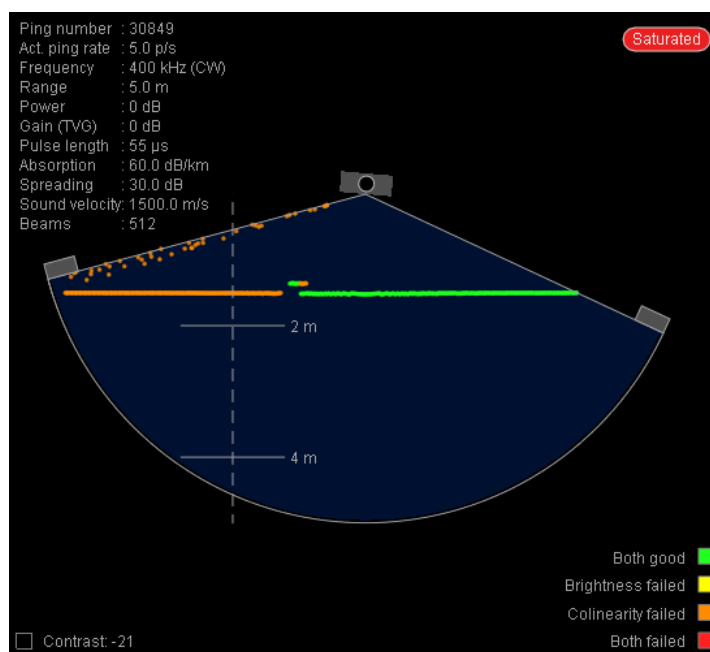 Ping number : 30849
Act. ping rate : 5.0 p/s
Frequency : 400 kHz (CW)
Range : 5.0 m
Power : 0 dB
Gain (TVG) : 0 dB
Pulse length : 55 µs
Absorption : 60.0 dB/km
Spreading : 30.0 dB
Sound velocity: 1500.0 m/s
Beams : 512
Saturated
2 m
4 m
Both good
Brightness failed
Colinearity failed
Both failed
Contrast: -21